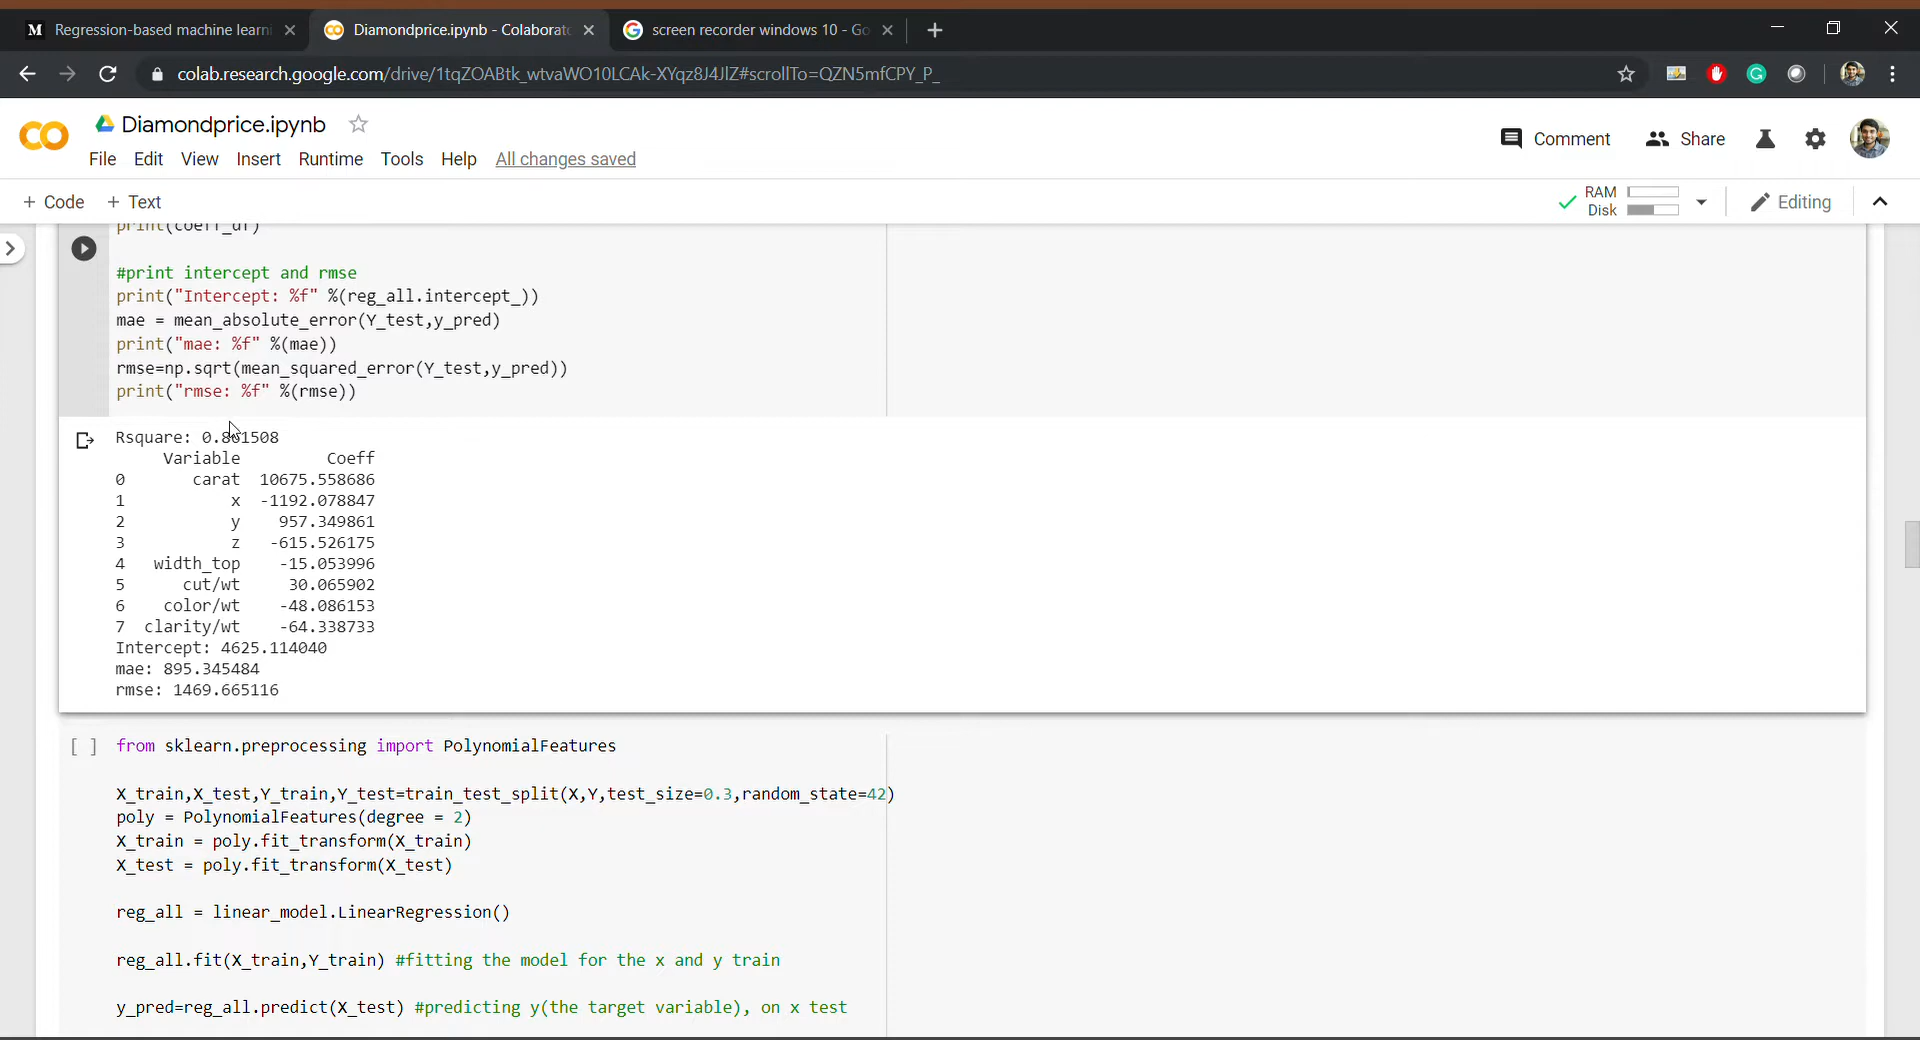 M Regression-based machine learni
Diamondprice.ipynb - Colaborato
screen recorder windows 10 - Go
colab.research.google.com/drive/1tqZOABtk_wtvaWO10LCAk-XYqz8J4JlZ#scrollTo=QZN5mfCPY_P_
Diamondprice.ipynb
Comment
Share
File Edit View Insert Runtime Tools Help All changes saved
+ Code + Text
RAM
Disk
Editing
print(coeff_df)
#print intercept and rmse
print("Intercept: %f" %(reg_all.intercept_))
mae = mean_absolute_error(Y_test,y_pred)
print("mae: %f" %(mae))
rmse=np.sqrt(mean_squared_error(Y_test,y_pred))
print("rmse: %f" %(rmse))
Rsquare: 0.861508
Variable Coeff
0 carat 10675.558686
1 x -1192.078847
2 y 957.349861
3 z -615.526175
4 width_top -15.053996
5 cut/wt 30.065902
6 color/wt -48.086153
7 clarity/wt -64.338733
Intercept: 4625.114040
mae: 895.345484
rmse: 1469.665116
[ ] from sklearn.preprocessing import PolynomialFeatures
X_train,X_test,Y_train,Y_test=train_test_split(X,Y,test_size=0.3,random_state=42)
poly = PolynomialFeatures(degree = 2)
X_train = poly.fit_transform(X_train)
X_test = poly.fit_transform(X_test)
reg_all = linear_model.LinearRegression()
reg_all.fit(X_train,Y_train) #fitting the model for the x and y train
y_pred=reg_all.predict(X_test) #predicting y(the target variable), on x test